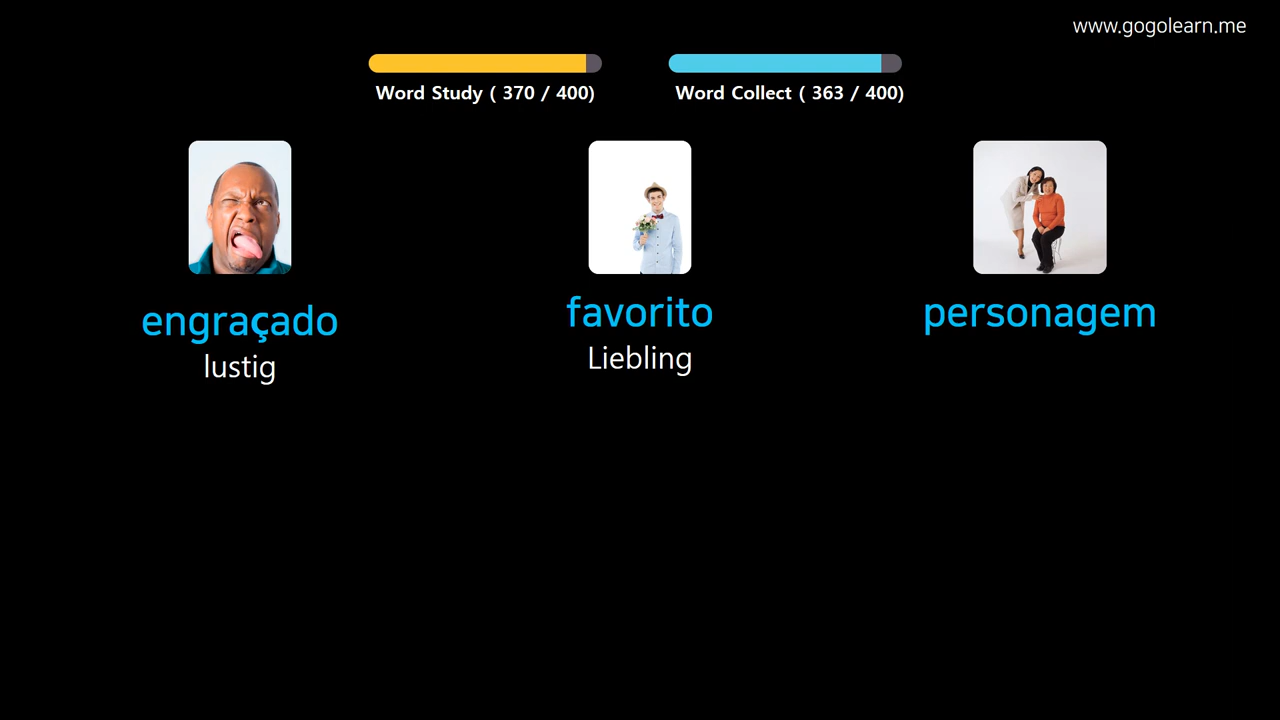 www.gogolearn.me
Word Study ( 370 / 400)
Word Collect ( 363 / 400)
engraçado
lustig
favorito
Liebling
personagem